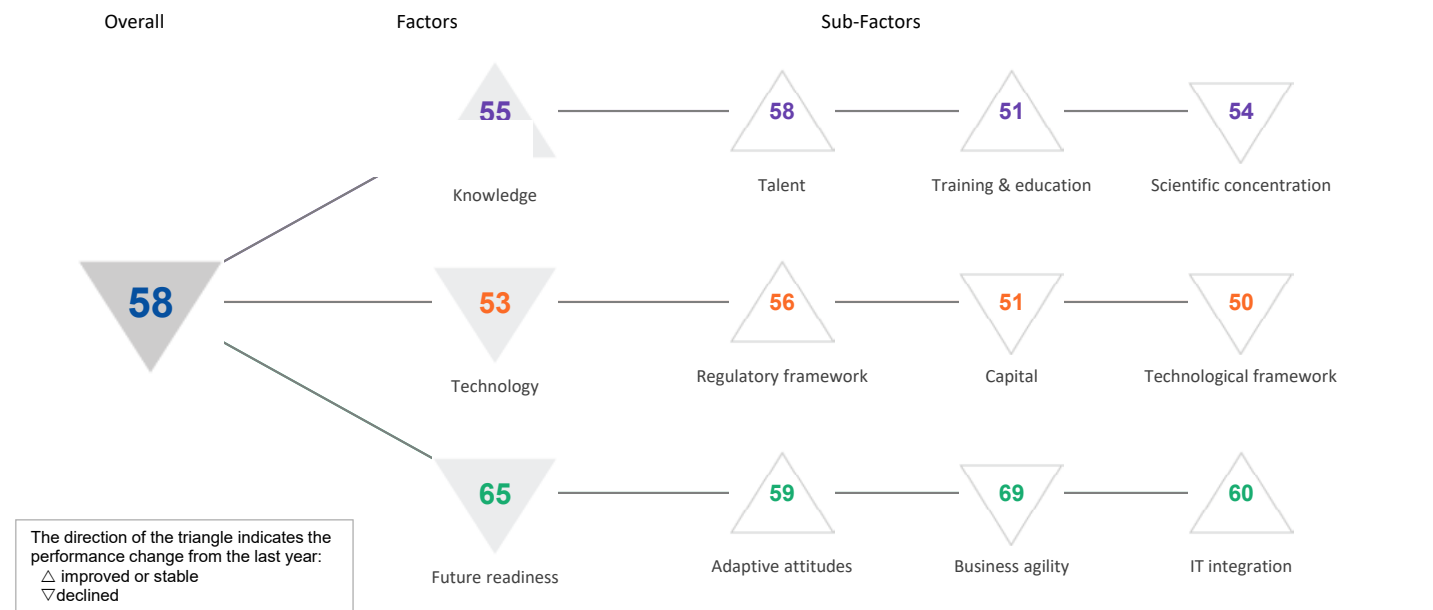 Overall Factors Sub-Factors
55 58 51 54
Knowledge Talent Training & education Scientific concentration
58 53 56 51 50
Technology Regulatory framework Capital Technological framework
65 59 69 60
Future readiness Adaptive attitudes Business agility IT integration
The direction of the triangle indicates the
performance change from the last year:
△ improved or stable
▽declined